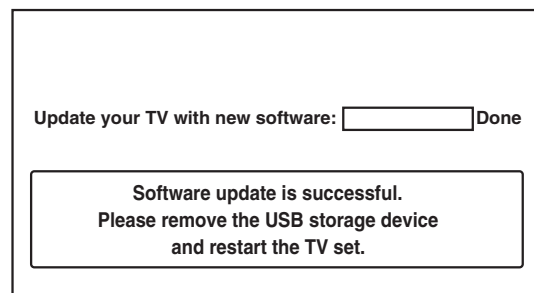 Update your TV with new software: Done
Software update is successful.
Please remove the USB storage device
and restart the TV set.